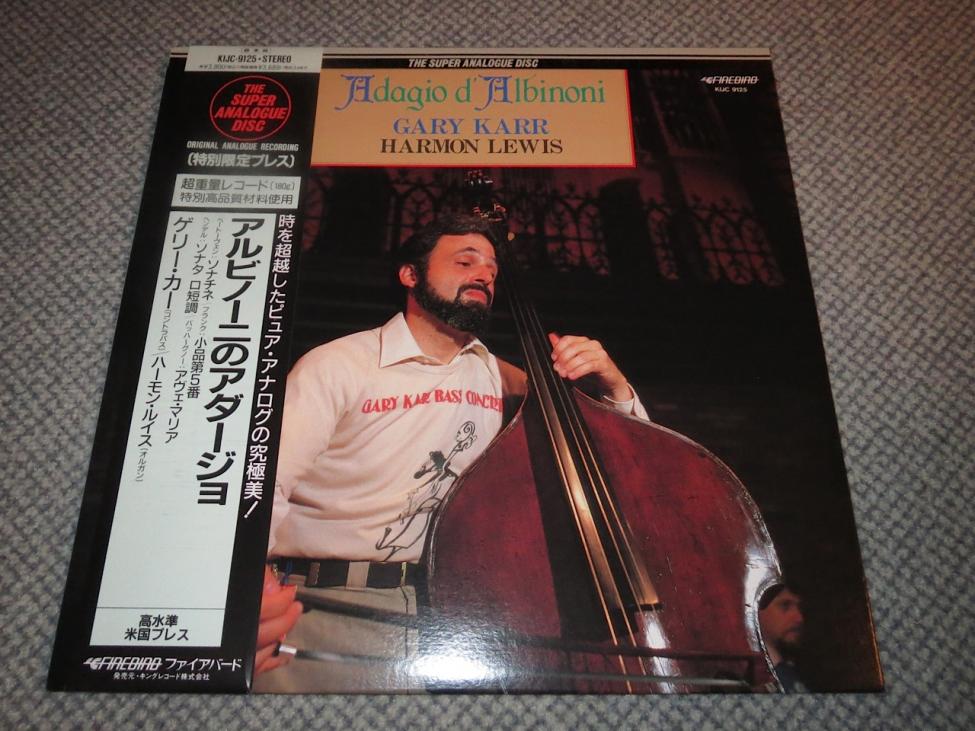 日本盤
KIJC-9125・STEREO
THE
SUPER
ANALOGUE
DISC
ORIGINAL ANALOGUE RECORDING
(特別限定プレス)
超重量レコード(180g)
特別高品質材料使用
時を超越したピュア・アナログの究極美!
アルビノーニのアダージョ
ベートーヴェン:ソナチネ/フランク:小品第5番
ヘンデル:ソナタ ロ短調/バッハ〜グノー:アヴェ・マリア
ゲリー・カー(コントラバス)/ハーモン・ルイス(オルガン)
高水準
米国プレス
FIREBIRD ファイアバード
発売元・キングレコード株式会社
THE SUPER ANALOGUE DISC
Adagio d'Albinoni
GARY KARR
HARMON LEWIS
FIREBIRD
KIJC 9125
GARY KARR BASS CONCER